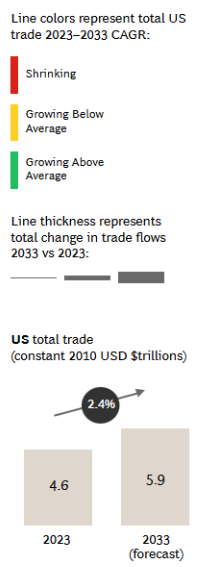 Line colors represent total US
trade 2023–2033 CAGR:
Shrinking
Growing Below
Average
Growing Above
Average
Line thickness represents
total change in trade flows
2033 vs 2023:
US total trade
(constant 2010 USD $trillions)
2.4%
4.6
5.9
2023
2033
(forecast)